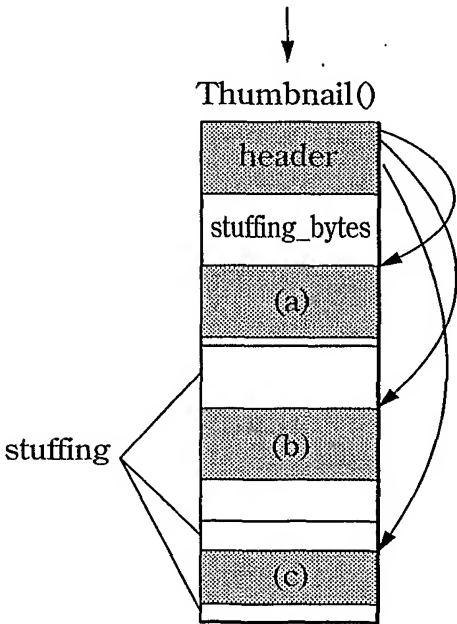 Thumbnail()
header
stuffing_bytes
(a)
(b)
stuffing
(c)